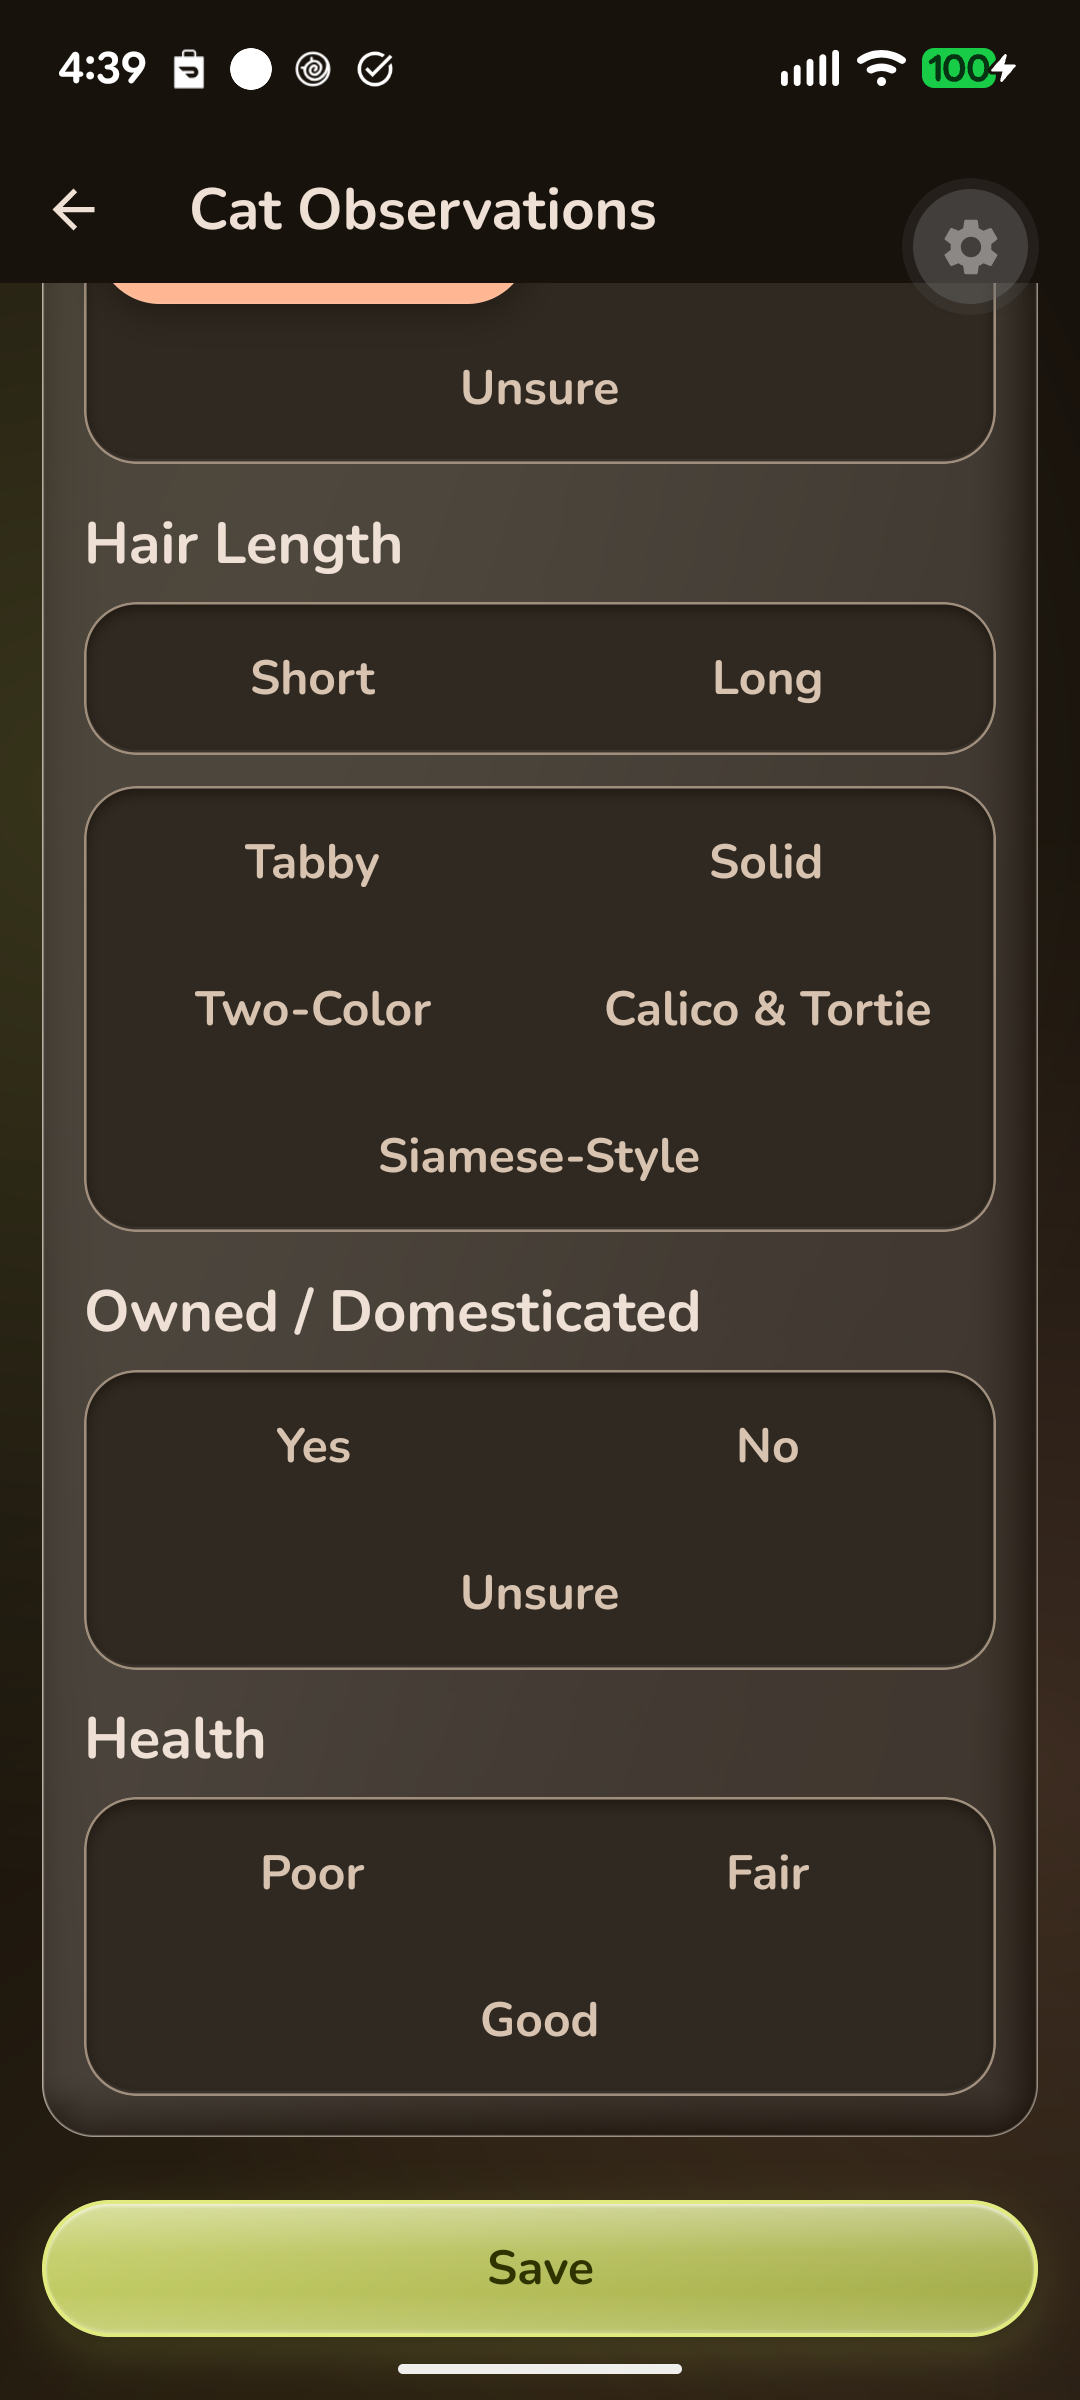 4:39
100
Cat Observations
Unsure
Hair Length
Short Long
Tabby Solid
Two-Color Calico & Tortie
Siamese-Style
Owned / Domesticated
Yes No
Unsure
Health
Poor Fair
Good
Save